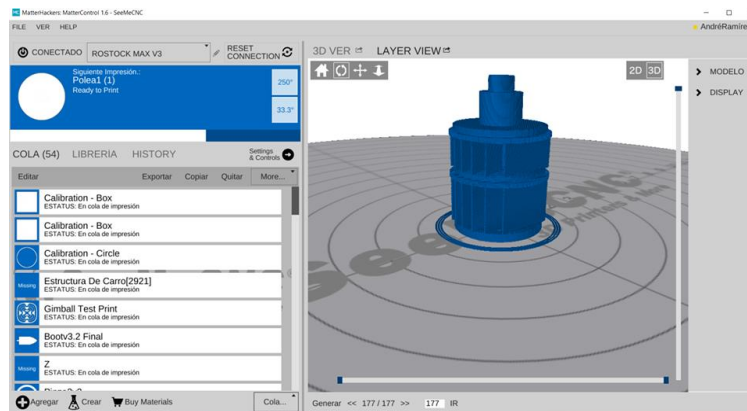 MatterHackers: MatterControl 1.6 - SeeMeCNC
FILE VER HELP
AndréRamíre
CONECTADO ROSTOCK MAX V3 RESET CONNECTION
Siguiente Impresión.:
Polea1 (1)
Ready to Print
250°
33.3°
COLA (54) LIBRERIA HISTORY Settings & Controls
Editar Exportar Copiar Quitar More...
Calibration - Box
ESTATUS: En cola de impresión
Calibration - Box
ESTATUS: En cola de impresión
Calibration - Circle
ESTATUS: En cola de impresión
Missing
Estructura De Carro[2921]
ESTATUS: En cola de impresión
Gimball Test Print
ESTATUS: En cola de impresión
Bootv3.2 Final
ESTATUS: En cola de impresión
Missing
Z
ESTATUS: En cola de impresión
Agregar Crear Buy Materials Cola...
3D VER LAYER VIEW
2D 3D
MODELO
DISPLAY
SeeMeCNC
Generar << 177 / 177 >> 177 IR